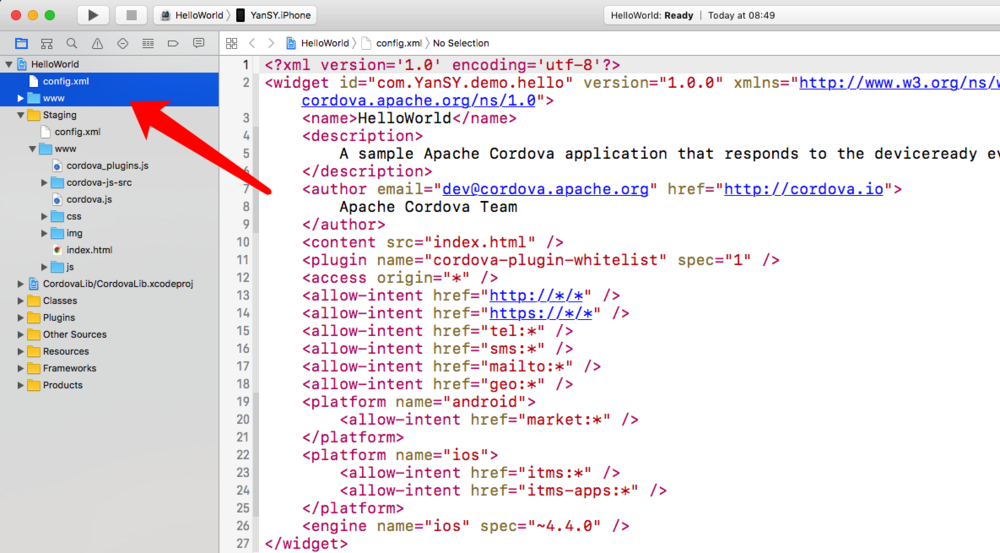 HelloWorld
YanSY.iPhone
HelloWorld: Ready | Today at 08:49
HelloWorld
config.xml
No Selection
HelloWorld
config.xml
www
Staging
config.xml
www
cordova_plugins.js
cordova-js-src
cordova.js
css
img
index.html
js
CordovaLib/CordovaLib.xcodeproj
Classes
Plugins
Other Sources
Resources
Frameworks
Products
1 <?xml version='1.0' encoding='utf-8'?>
2 <widget id="com.YanSY.demo.hello" version="1.0.0" xmlns="http://www.w3.org/ns/
cordova.apache.org/ns/1.0">
3 <name>HelloWorld</name>
4 <description>
5 A sample Apache Cordova application that responds to the deviceready
6 </description>
7 <author email="dev@cordova.apache.org" href="http://cordova.io">
8 Apache Cordova Team
9 </author>
10 <content src="index.html" />
11 <plugin name="cordova-plugin-whitelist" spec="1" />
12 <access origin="*" />
13 <allow-intent href="http://*/*" />
14 <allow-intent href="https://*/*" />
15 <allow-intent href="tel:*" />
16 <allow-intent href="sms:*" />
17 <allow-intent href="mailto:*" />
18 <allow-intent href="geo:*" />
19 <platform name="android">
20 <allow-intent href="market:*" />
21 </platform>
22 <platform name="ios">
23 <allow-intent href="itms:*" />
24 <allow-intent href="itms-apps:*" />
25 </platform>
26 <engine name="ios" spec="~4.4.0" />
27 </widget>